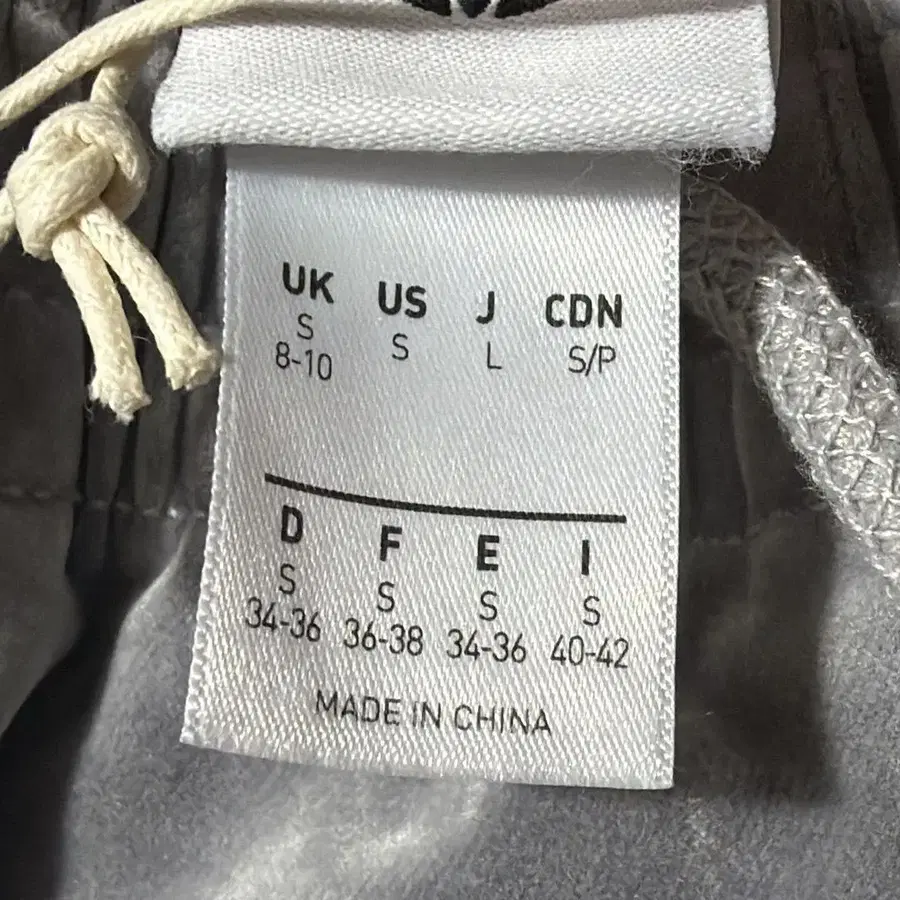 UK US J CDN
S S L S/P
8-10
D F E I
S S S S
34-36 36-38 34-36 40-42
MADE IN CHINA